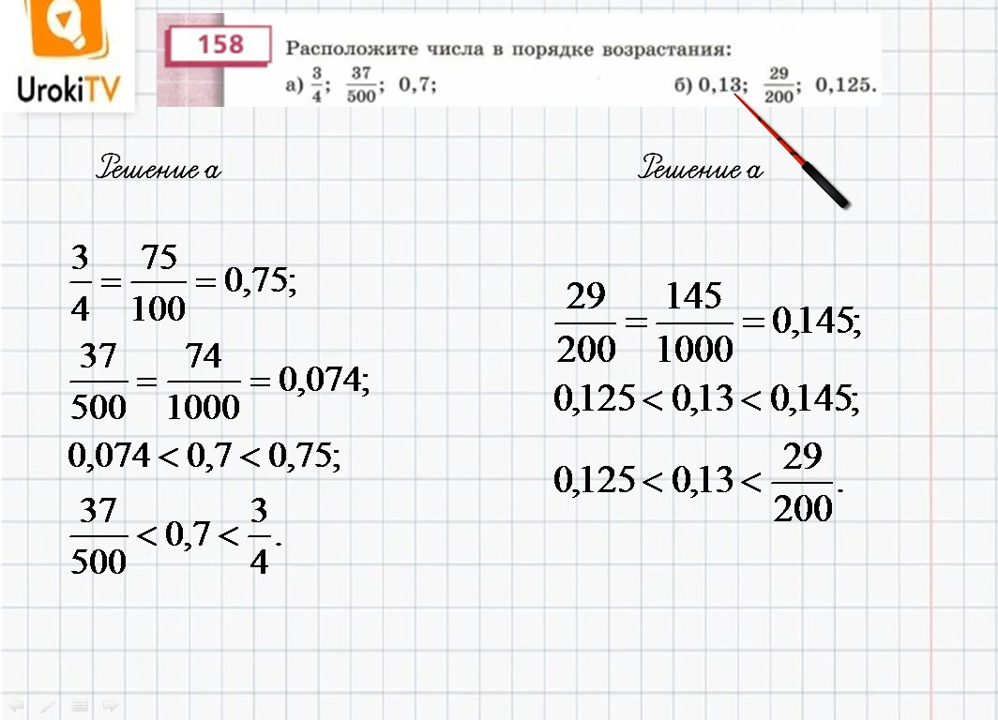 UrokiTV
158 Расположите числа в порядке возрастания:
а) 3/4; 37/500; 0,7; б) 0,13; 29/200; 0,125.
Решение а
3/4 = 75/100 = 0,75;
37/500 = 74/1000 = 0,074;
0,074 < 0,7 < 0,75;
37/500 < 0,7 < 3/4.
Решение а
29/200 = 145/1000 = 0,145;
0,125 < 0,13 < 0,145;
0,125 < 0,13 < 29/200.